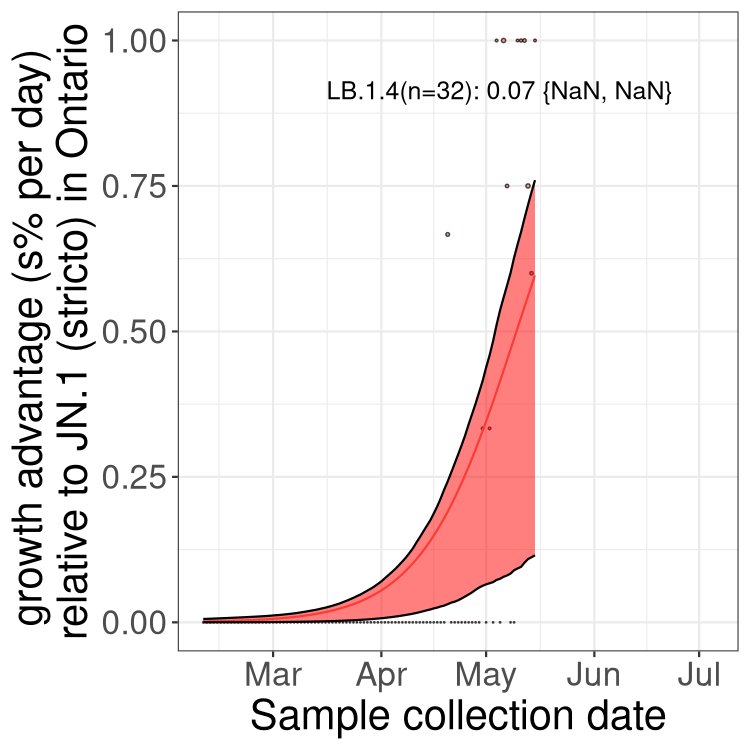 growth advantage (s% per day)
relative to JN.1 (stricto) in Ontario
1.00
0.75
0.50
0.25
0.00
LB.1.4(n=32): 0.07 {NaN, NaN}
Mar Apr May Jun Jul
Sample collection date